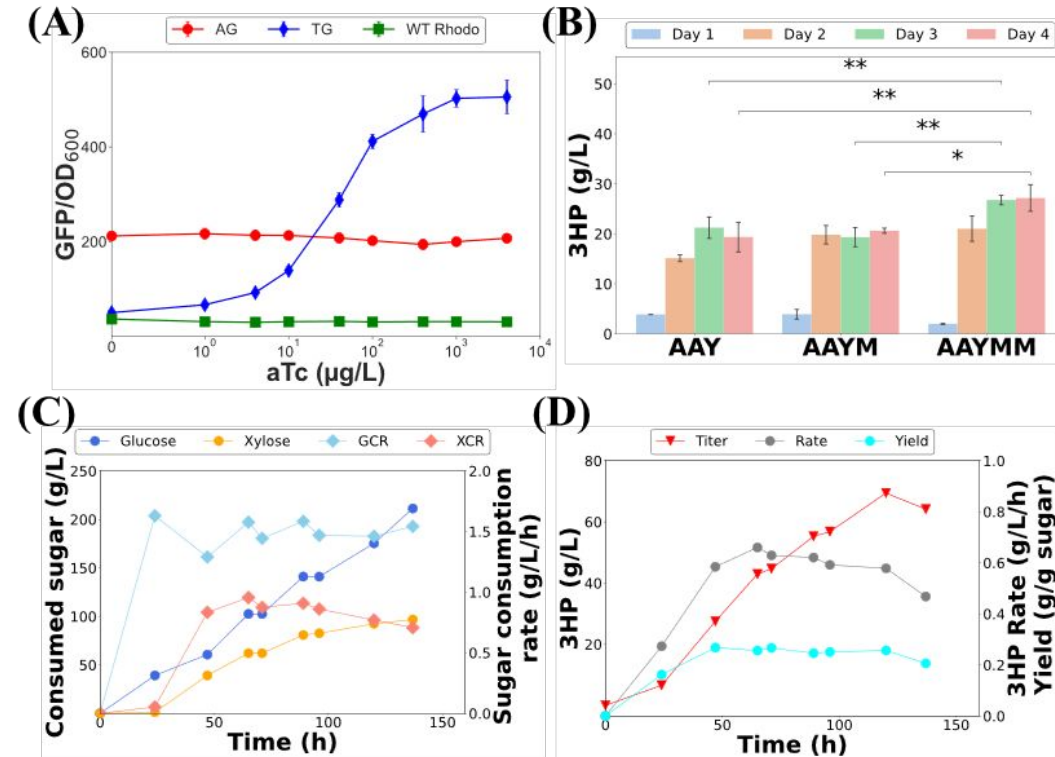 (A)
AG TG WT Rhodo
600
400
200
GFP/OD600
0 10^0 10^1 10^2 10^3 10^4
aTc (µg/L)
(B)
Day 1 Day 2 Day 3 Day 4
50
40
30
20
10
0
3HP (g/L)
**
**
**
*
AAY AAYM AAYMM
(C)
Glucose Xylose GCR XCR
250
200
150
100
50
0
Consumed sugar (g/L)
2.0
1.5
1.0
0.5
0.0
Sugar consumption
rate (g/L/h)
0 50 100 150
Time (h)
(D)
Titer Rate Yield
80
60
40
20
3HP (g/L)
1.0
0.8
0.6
0.4
0.2
0.0
3HP Rate (g/L/h)
Yield (g/g sugar)
0 50 100 150
Time (h)